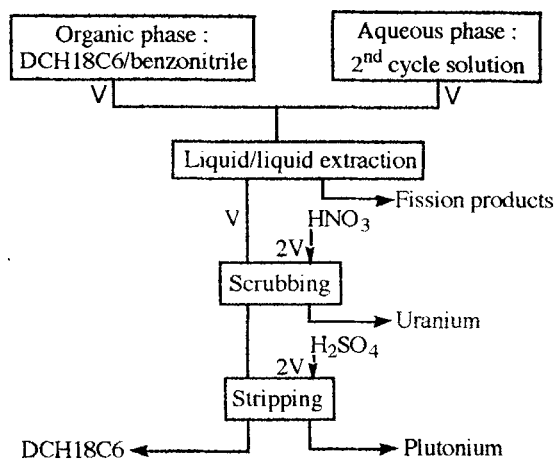 Organic phase :
DCH18C6/benzonitrile
Aqueous phase :
2nd cycle solution
V
V
Liquid/liquid extraction
Fission products
V
HNO3
2V
Scrubbing
Uranium
H2SO4
2V
Stripping
DCH18C6
Plutonium